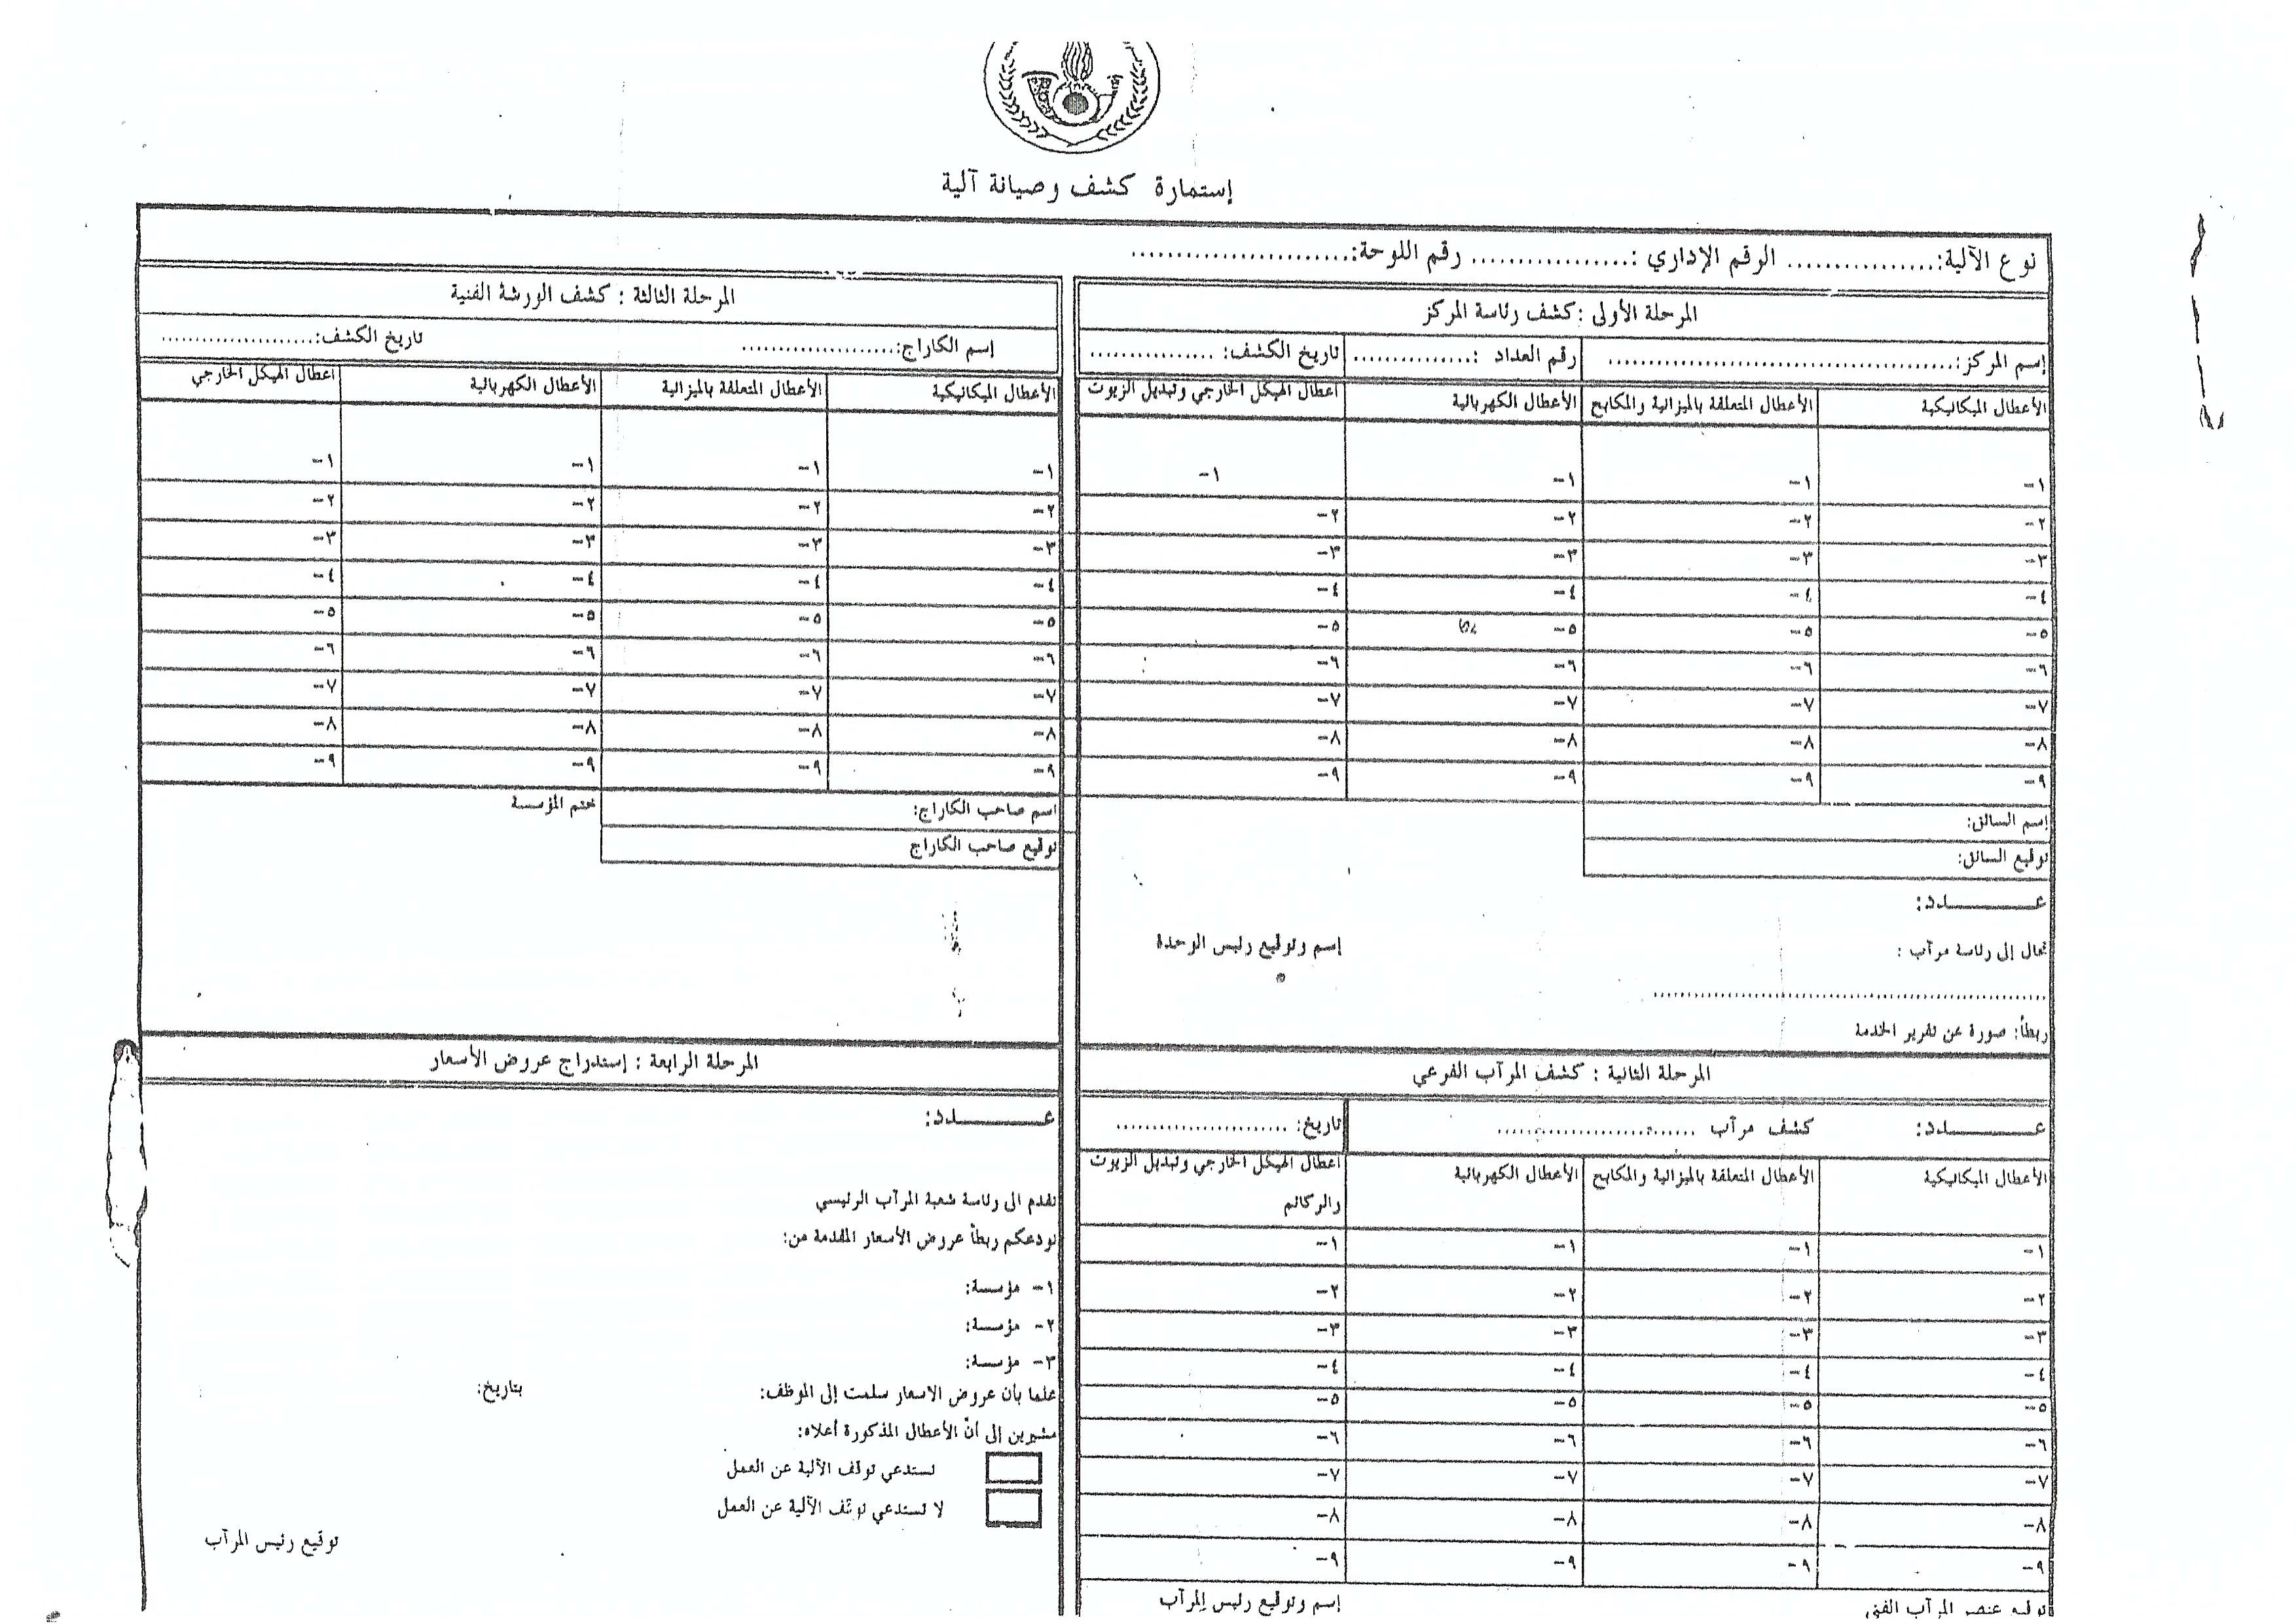 إستمارة كشف وصيانة آلية
نوع الآلية:................ الرقم الإداري :................ رقم اللوحة:........................
المرحلة الأولى :كشف رئاسة المركز
إسم المركز:........................................ رقم العداد :............... تاريخ الكشف: ................
الأعطال الميكانيكية الأعطال المتعلقة بالميزانية والمكابح الأعطال الكهربائية أعطال الهيكل الخارجي وتبديل الزيوت
١- ١- ١- ١-
٢- ٢- ٢- ٢-
٣- ٣- ٣- ٣-
٤- ٤- ٤- ٤-
٥- ٥- ٥- ٥-
٦- ٦- ٦- ٦-
٧- ٧- ٧- ٧-
٨- ٨- ٨- ٨-
٩- ٩- ٩- ٩-
إسم السائق:
توقيع السائق:
عـــــــدد:
تحال إلى رئاسة مرآب :
إسم وتوقيع رئيس الوحدة
................................................
ربطاً: صورة عن تقرير الخدمة
المرحلة الثانية : كشف المرآب الفرعي
عـــــــدد: كشف مرآب ........................ تاريخ: ........................
الأعطال الميكانيكية الأعطال المتعلقة بالميزانية والمكابح الأعطال الكهربائية أعطال الهيكل الخارجي وتبديل الزيوت
والركائم
١- ١- ١- ١-
٢- ٢- ٢- ٢-
٣- ٣- ٣- ٣-
٤- ٤- ٤- ٤-
٥- ٥- ٥- ٥-
٦- ٦- ٦- ٦-
٧- ٧- ٧- ٧-
٨- ٨- ٨- ٨-
٩- ٩- ٩- ٩-
توقيع عنصر المرآب الفني إسم وتوقيع رئيس المرآب
المرحلة الثالثة : كشف الورشة الفنية
إسم الكاراج:..................... تاريخ الكشف:.....................
الأعطال الميكانيكية الأعطال المتعلقة بالميزانية الأعطال الكهربائية أعطال الهيكل الخارجي
١- ١- ١- ١-
٢- ٢- ٢- ٢-
٣- ٣- ٣- ٣-
٤- ٤- ٤- ٤-
٥- ٥- ٥- ٥-
٦- ٦- ٦- ٦-
٧- ٧- ٧- ٧-
٨- ٨- ٨- ٨-
٩- ٩- ٩- ٩-
اسم صاحب الكاراج: ختم المؤسسة
توقيع صاحب الكاراج
المرحلة الرابعة : إستدراج عروض الأسعار
عـــــــدد:
تقدم الى رئاسة شعبة المرآب الرئيسي
نودعكم ربطاً عروض الأسعار المقدمة من:
١- مؤسسة:
٢- مؤسسة:
٣- مؤسسة:
علما بأن عروض الاسعار سلمت إلى الموظف: بتاريخ:
مشيرين إلى أنّ الأعطال المذكورة أعلاه:
تستدعي توقف الآلية عن العمل
لا تستدعي توقّف الآلية عن العمل
توقيع رئيس المرآب